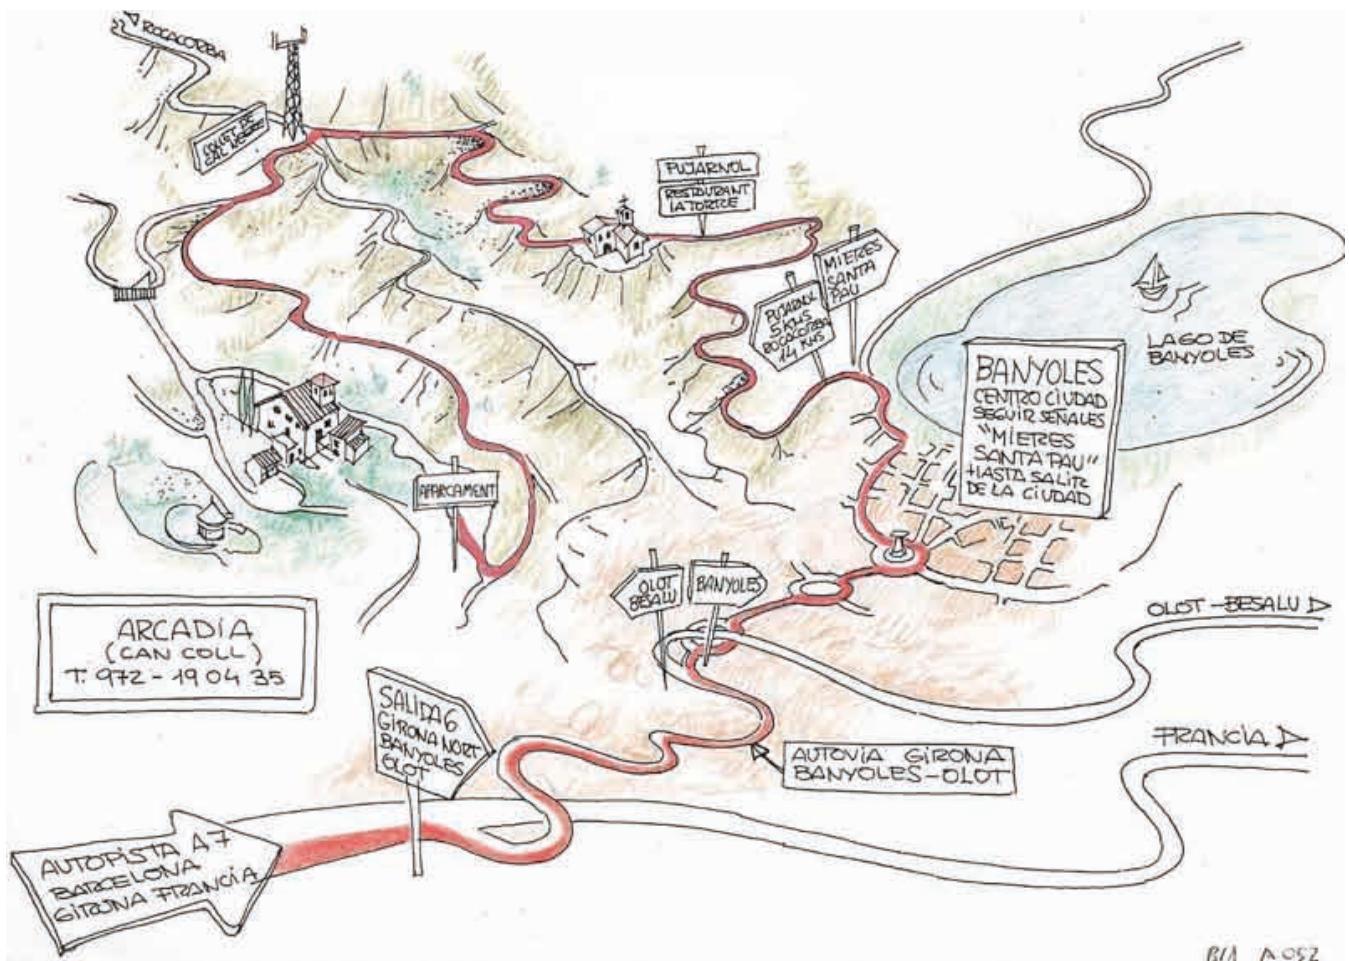 ROCACORBA
COLLET DE
CAL NEGRE
PUJARNOL
RESTAURANT
LA TORRE
MIERES
SANTA
PAU
PUJARNOL
5 KMS
ROCACORBA
14 KMS
LAGO DE
BANYOLES
BANYOLES
CENTRO CIUDAD
SEGUIR SEÑALES
"MIERES
SANTA PAU"
HASTA SALIR
DE LA CIUDAD
APARCAMENT
OLOT
BESALU
BANYOLES
OLOT-BESALU
ARCADIA
(CAN COLL)
T. 972-19 04 35
SALIDA 6
GIRONA NORT
BANYOLES
OLOT
FRANCIA
AUTOVIA GIRONA
BANYOLES-OLOT
AUTOPISTA A7
BARCELONA
GIRONA FRANCIA